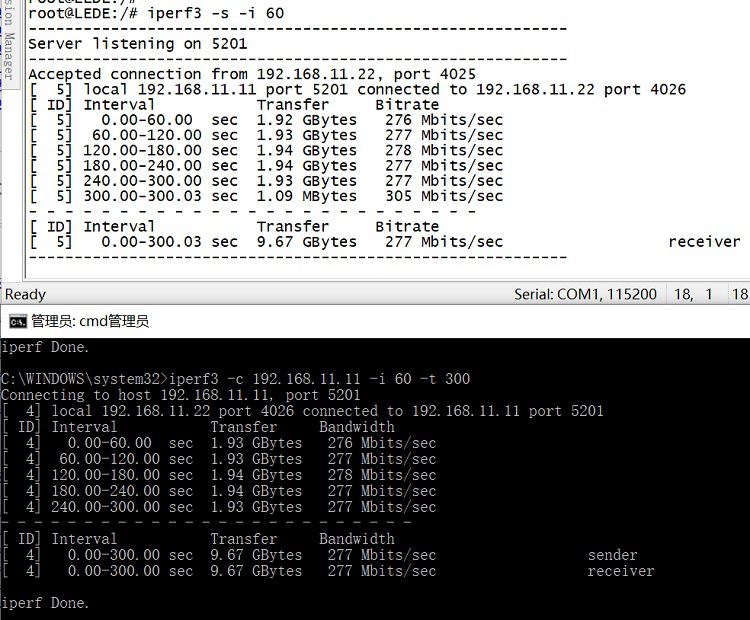 root@LEDE:/#
root@LEDE:/# iperf3 -s -i 60
-----------------------------------------------------------
Server listening on 5201
-----------------------------------------------------------
Accepted connection from 192.168.11.22, port 4025
[  5] local 192.168.11.11 port 5201 connected to 192.168.11.22 port 4026
[ ID] Interval           Transfer     Bitrate
[  5]   0.00-60.00  sec  1.92 GBytes   276 Mbits/sec
[  5]  60.00-120.00 sec  1.93 GBytes   277 Mbits/sec
[  5] 120.00-180.00 sec  1.94 GBytes   278 Mbits/sec
[  5] 180.00-240.00 sec  1.94 GBytes   277 Mbits/sec
[  5] 240.00-300.00 sec  1.93 GBytes   277 Mbits/sec
[  5] 300.00-300.03 sec  1.09 MBytes   305 Mbits/sec
- - - - - - - - - - - - - - - - - - - - - - - - -
[ ID] Interval           Transfer     Bitrate
[  5]   0.00-300.03 sec  9.67 GBytes   277 Mbits/sec                  receiver
-----------------------------------------------------------
sion Manager
Ready Serial: COM1, 115200 18, 1 18
管理员: cmd管理员
iperf Done.
C:\WINDOWS\system32>iperf3 -c 192.168.11.11 -i 60 -t 300
Connecting to host 192.168.11.11, port 5201
[  4] local 192.168.11.22 port 4026 connected to 192.168.11.11 port 5201
[ ID] Interval           Transfer     Bandwidth
[  4]   0.00-60.00  sec  1.93 GBytes   276 Mbits/sec
[  4]  60.00-120.00 sec  1.93 GBytes   277 Mbits/sec
[  4] 120.00-180.00 sec  1.94 GBytes   278 Mbits/sec
[  4] 180.00-240.00 sec  1.94 GBytes   277 Mbits/sec
[  4] 240.00-300.00 sec  1.93 GBytes   277 Mbits/sec
- - - - - - - - - - - - - - - - - - - - - - - - -
[ ID] Interval           Transfer     Bandwidth
[  4]   0.00-300.00 sec  9.67 GBytes   277 Mbits/sec                  sender
[  4]   0.00-300.00 sec  9.67 GBytes   277 Mbits/sec                  receiver
iperf Done.